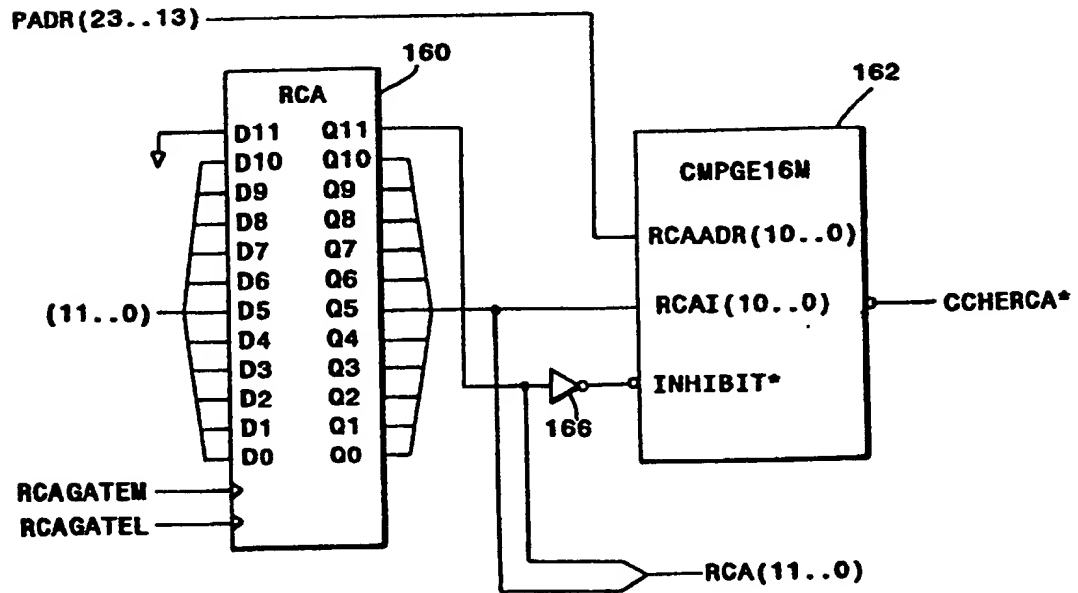 PADR(23..13)
160
162
RCA
D11 Q11
D10 Q10
D9 Q9
D8 Q8
D7 Q7
D6 Q6
(11..0) D5 Q5
D4 Q4
D3 Q3
D2 Q2
D1 Q1
D0 Q0
RCAGATEM
RCAGATEL
CMPGE16M
RCAADR(10..0)
RCAI(10..0)
CCHERCA*
INHIBIT*
166
RCA(11..0)